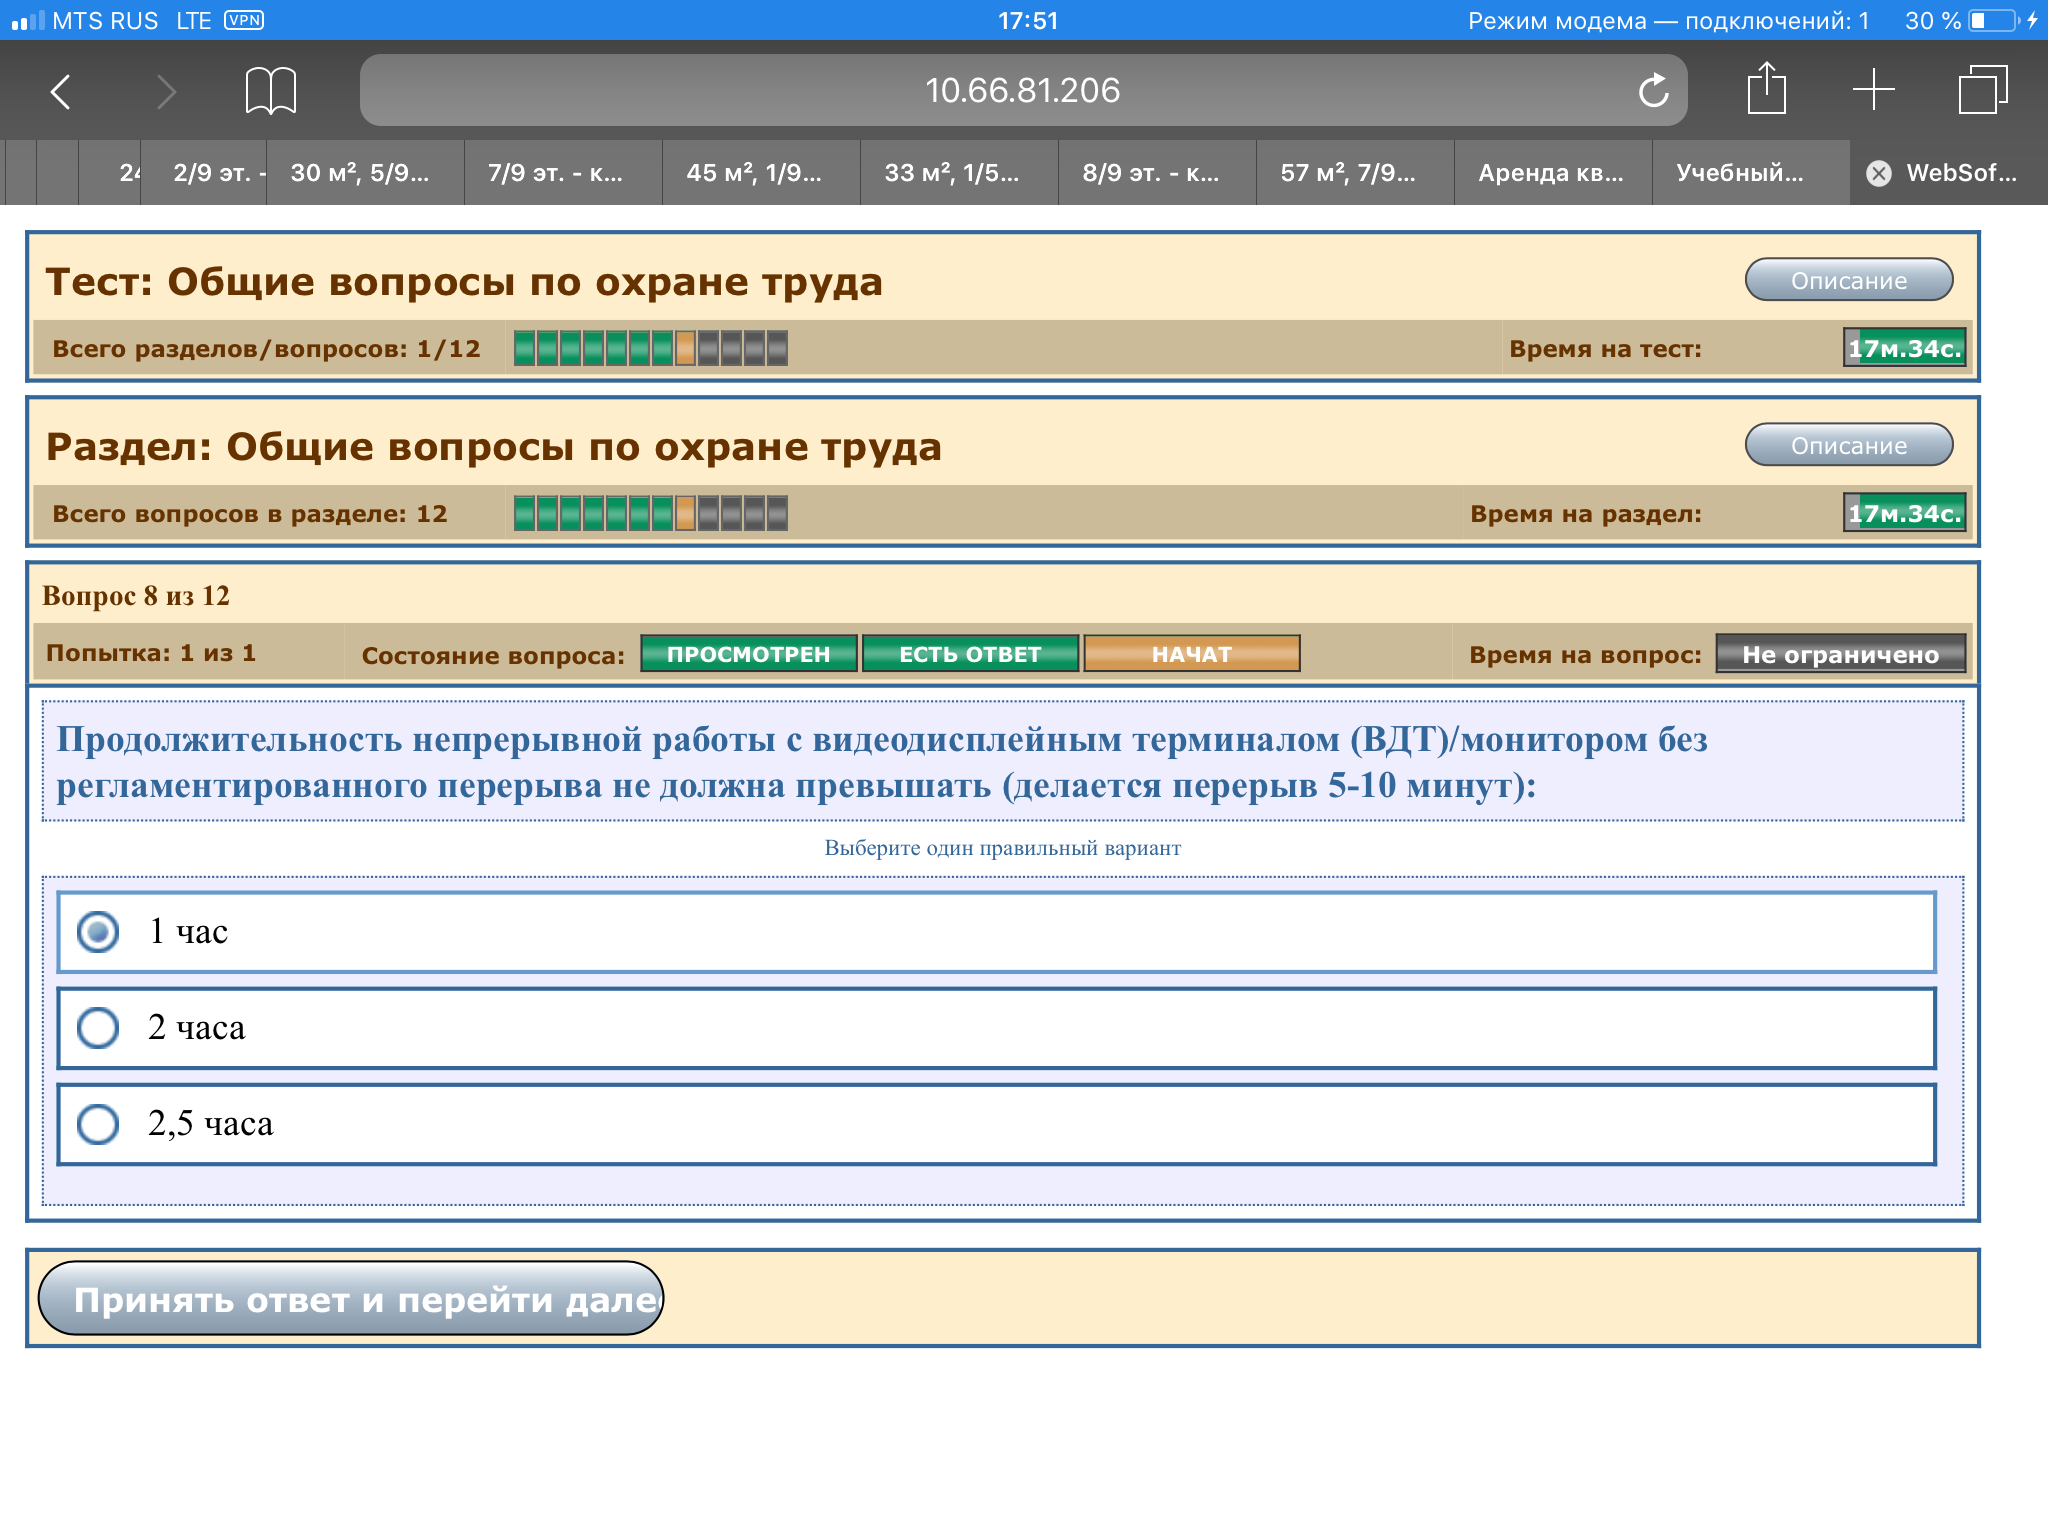 MTS RUS LTE VPN 17:51 Режим модема — подключений: 1 30 %
10.66.81.206
24 2/9 эт. - 30 м², 5/9... 7/9 эт. - к... 45 м², 1/9... 33 м², 1/5... 8/9 эт. - к... 57 м², 7/9... Аренда кв... Учебный... WebSof...
Тест: Общие вопросы по охране труда Описание
Всего разделов/вопросов: 1/12 Время на тест: 17м.34с.
Раздел: Общие вопросы по охране труда Описание
Всего вопросов в разделе: 12 Время на раздел: 17м.34с.
Вопрос 8 из 12
Попытка: 1 из 1 Состояние вопроса: ПРОСМОТРЕН ЕСТЬ ОТВЕТ НАЧАТ Время на вопрос: Не ограничено
Продолжительность непрерывной работы с видеодисплейным терминалом (ВДТ)/монитором без
регламентированного перерыва не должна превышать (делается перерыв 5-10 минут):
Выберите один правильный вариант
1 час
2 часа
2,5 часа
Принять ответ и перейти дале